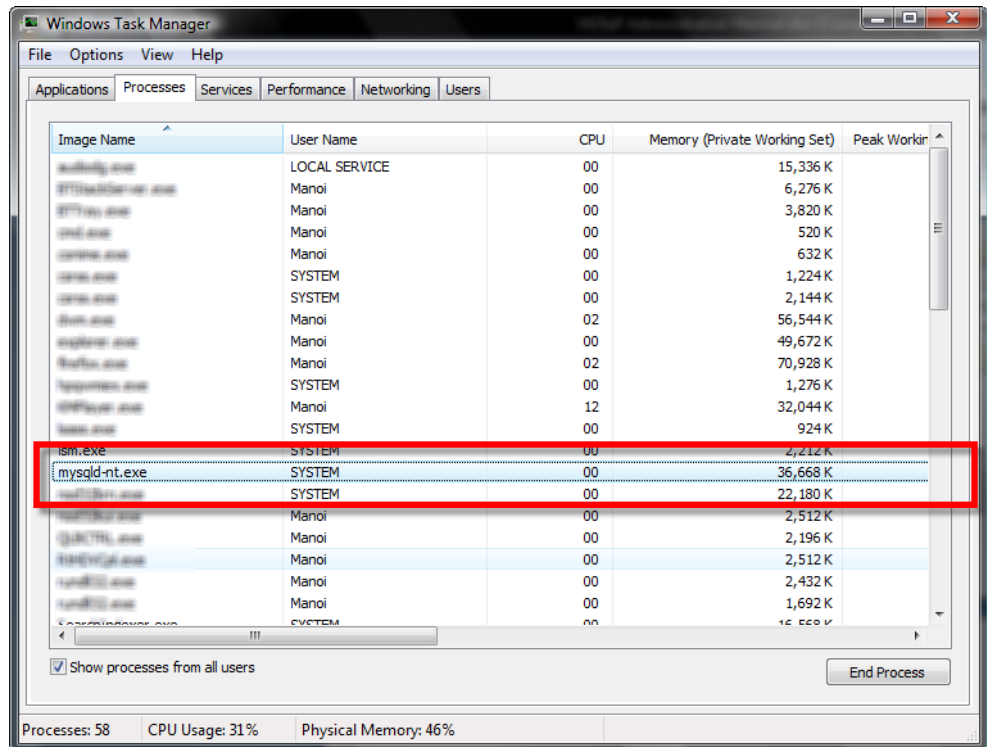 Windows Task Manager
File Options View Help
Applications Processes Services Performance Networking Users
Image Name User Name CPU Memory (Private Working Set) Peak Workin
LOCAL SERVICE 00 15,336 K
Manoi 00 6,276 K
Manoi 00 3,820 K
Manoi 00 520 K
Manoi 00 632 K
SYSTEM 00 1,224 K
SYSTEM 00 2,144 K
Manoi 02 56,544 K
Manoi 00 49,672 K
Manoi 02 70,928 K
SYSTEM 00 1,276 K
Manoi 12 32,044 K
SYSTEM 00 924 K
lsm.exe SYSTEM 00 2,212 K
mysqld-nt.exe SYSTEM 00 36,668 K
SYSTEM 00 22,180 K
Manoi 00 2,512 K
Manoi 00 2,196 K
Manoi 00 2,512 K
Manoi 00 2,432 K
Manoi 00 1,692 K
SearchIndexer.exe SYSTEM 00 16,568 K
Show processes from all users
End Process
Processes: 58 CPU Usage: 31% Physical Memory: 46%